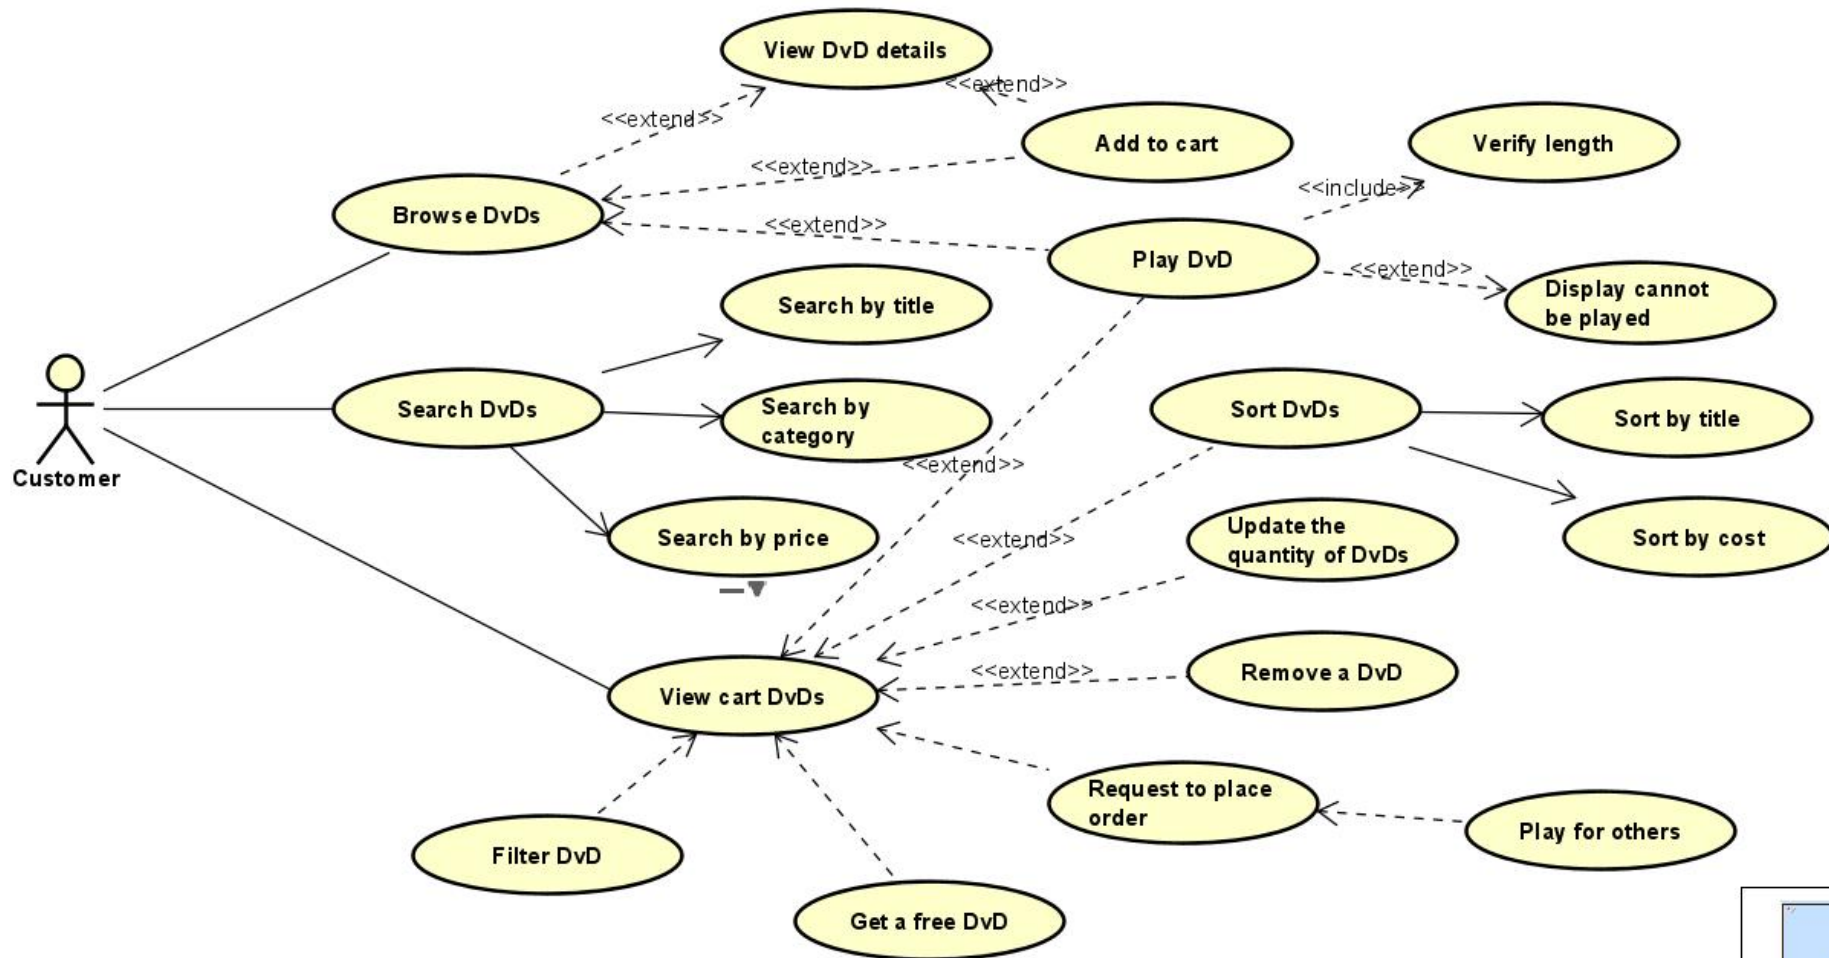 View DvD details
<<extend>>
<<extend>>
Add to cart
Verify length
<<extend>>
<<include>>
Browse DvDs
<<extend>>
Play DvD
<<extend>>
Display cannot
be played
Search by title
Search DvDs
Search by
category
Sort DvDs
Sort by title
<<extend>>
Customer
Search by price
<<extend>>
Update the
quantity of DvDs
Sort by cost
<<extend>>
<<extend>>
Remove a DvD
View cart DvDs
Request to place
order
Play for others
Filter DvD
Get a free DvD